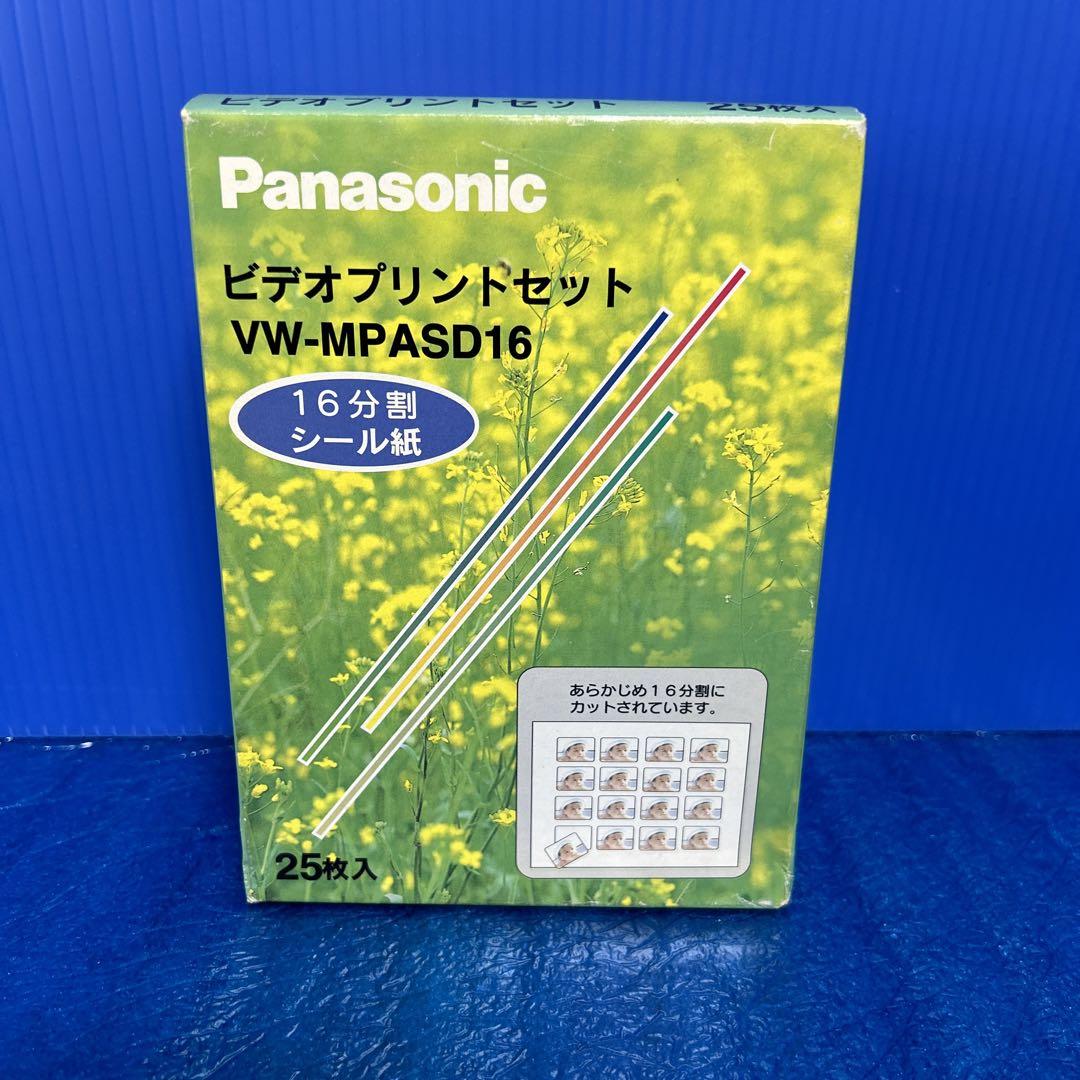 ビデオプリントセット 25枚入
Panasonic
ビデオプリントセット
VW-MPASD16
16分割
シール紙
あらかじめ16分割に
カットされています。
25枚入